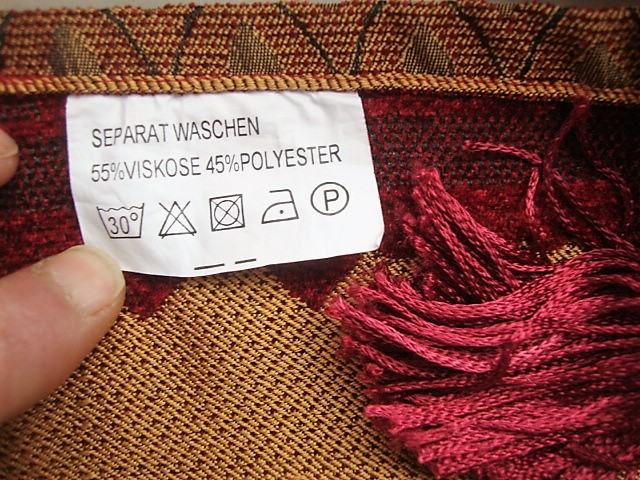 SEPARAT WASCHEN
55%VISKOSE 45%POLYESTER
30° P